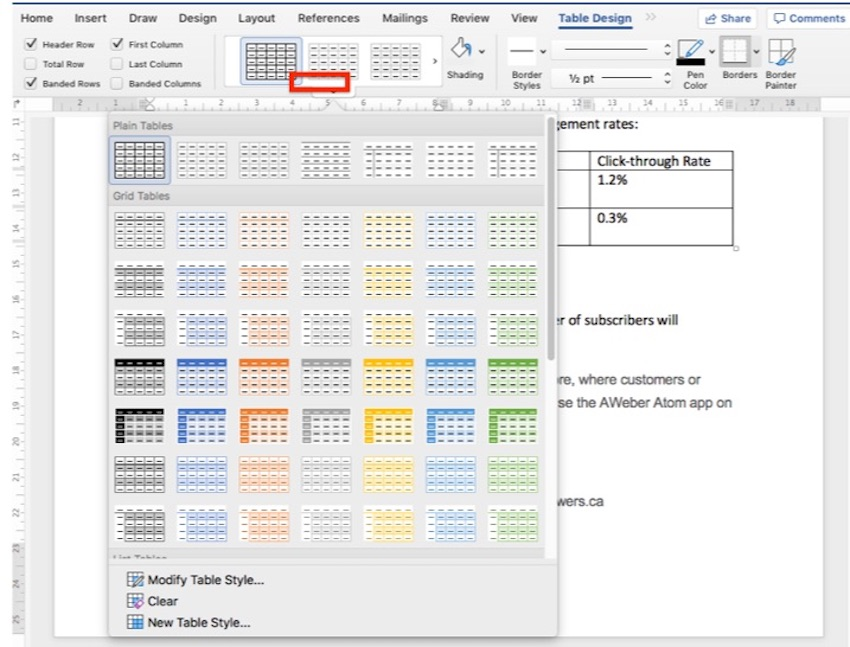 Home Insert Draw Design Layout References Mailings Review View Table Design >> Share Comments
Header Row First Column
Total Row Last Column
Banded Rows Banded Columns
Shading
Border Styles
½ pt
Pen Color
Borders
Border Painter
2 1 1 2 3 4 5 6 7 8 9 10 11 12 13 14 15 16 17 18
Plain Tables
ement rates:
Click-through Rate
1.2%
Grid Tables
0.3%
r of subscribers will
re, where customers or
se the AWeber Atom app on
wers.ca
List Tables
Modify Table Style...
Clear
New Table Style...
11
12
13
14
15
16
17
18
19
20
21
22
23
24
25